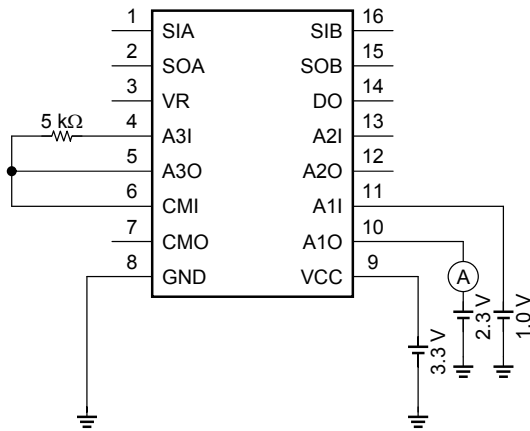 1 SIA SIB 16
2 SOA SOB 15
3 VR DO 14
5 kΩ 4 A3I A2I 13
5 A3O A2O 12
6 CMI A1I 11
7 CMO A1O 10
8 GND VCC 9
A
3.3 V
2.3 V
1.0 V